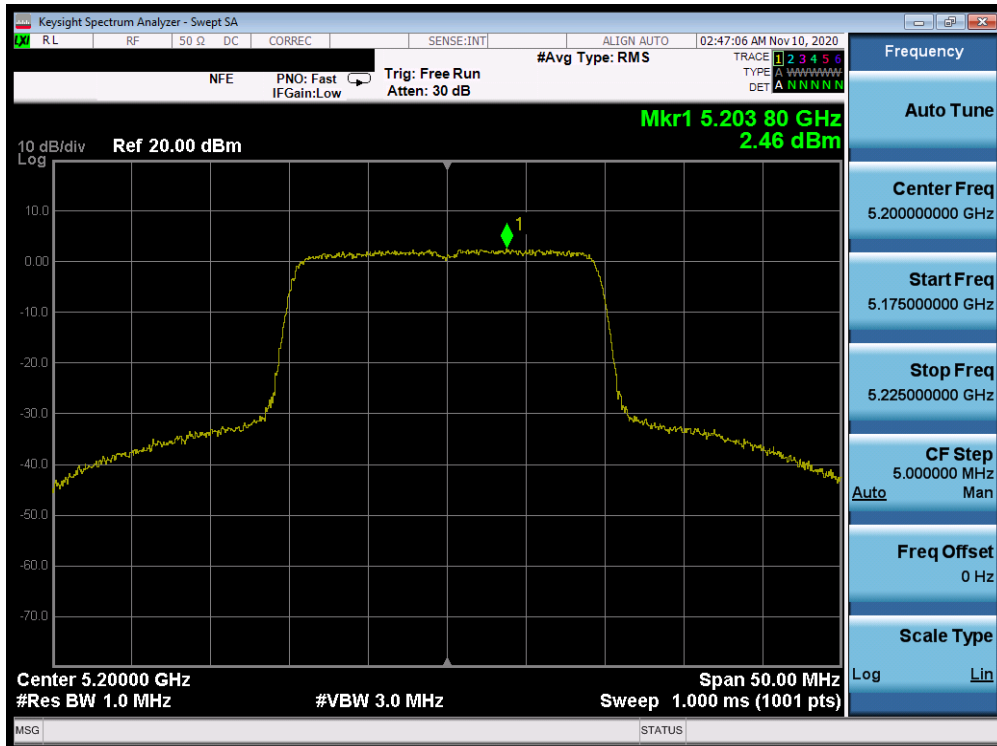 Keysight Spectrum Analyzer - Swept SA
LXI RL RF 50 Ω DC CORREC SENSE:INT ALIGN AUTO 02:47:06 AM Nov 10, 2020
#Avg Type: RMS
TRACE 1 2 3 4 5 6
TYPE A WWWWW
DET A N N N N N
NFE PNO: Fast Trig: Free Run
IFGain:Low Atten: 30 dB
Mkr1 5.203 80 GHz
2.46 dBm
10 dB/div Ref 20.00 dBm
Log
1
10.0
0.00
-10.0
-20.0
-30.0
-40.0
-50.0
-60.0
-70.0
Center 5.20000 GHz Span 50.00 MHz
#Res BW 1.0 MHz #VBW 3.0 MHz Sweep 1.000 ms (1001 pts)
MSG STATUS
Frequency
Auto Tune
Center Freq
5.200000000 GHz
Start Freq
5.175000000 GHz
Stop Freq
5.225000000 GHz
CF Step
5.000000 MHz
Auto Man
Freq Offset
0 Hz
Scale Type
Log Lin